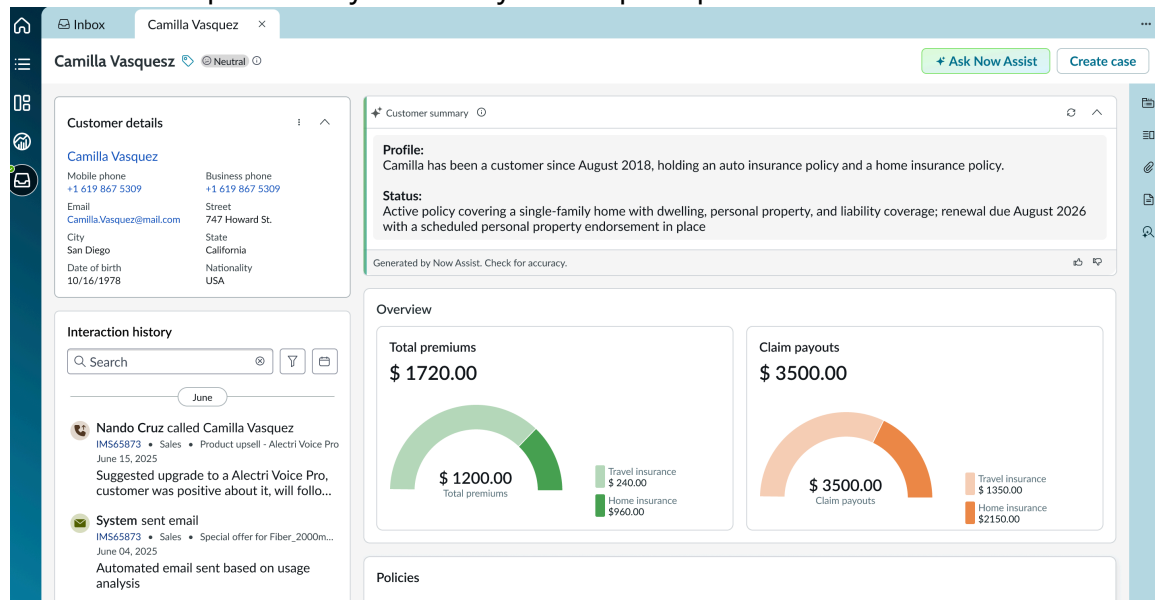 Inbox
Camilla Vasquez
Camilla Vasquesz
Neutral
Ask Now Assist
Create case
Customer details
Camilla Vasquez
Mobile phone
+1 619 867 5309
Business phone
+1 619 867 5309
Email
Camilla.Vasquez@mail.com
Street
747 Howard St.
City
San Diego
State
California
Date of birth
10/16/1978
Nationality
USA
Interaction history
Search
June
Nando Cruz called Camilla Vasquez
IMS65873 • Sales • Product upsell - Alectri Voice Pro
June 15, 2025
Suggested upgrade to a Alectri Voice Pro,
customer was positive about it, will follo...
System sent email
IMS65873 • Sales • Special offer for Fiber_2000m...
June 04, 2025
Automated email sent based on usage
analysis
Customer summary
Profile:
Camilla has been a customer since August 2018, holding an auto insurance policy and a home insurance policy.
Status:
Active policy covering a single-family home with dwelling, personal property, and liability coverage; renewal due August 2026
with a scheduled personal property endorsement in place
Generated by Now Assist. Check for accuracy.
Overview
Total premiums
$ 1720.00
$ 1200.00
Total premiums
Travel insurance
$ 240.00
Home insurance
$960.00
Claim payouts
$ 3500.00
$ 3500.00
Claim payouts
Travel insurance
$ 1350.00
Home insurance
$2150.00
Policies